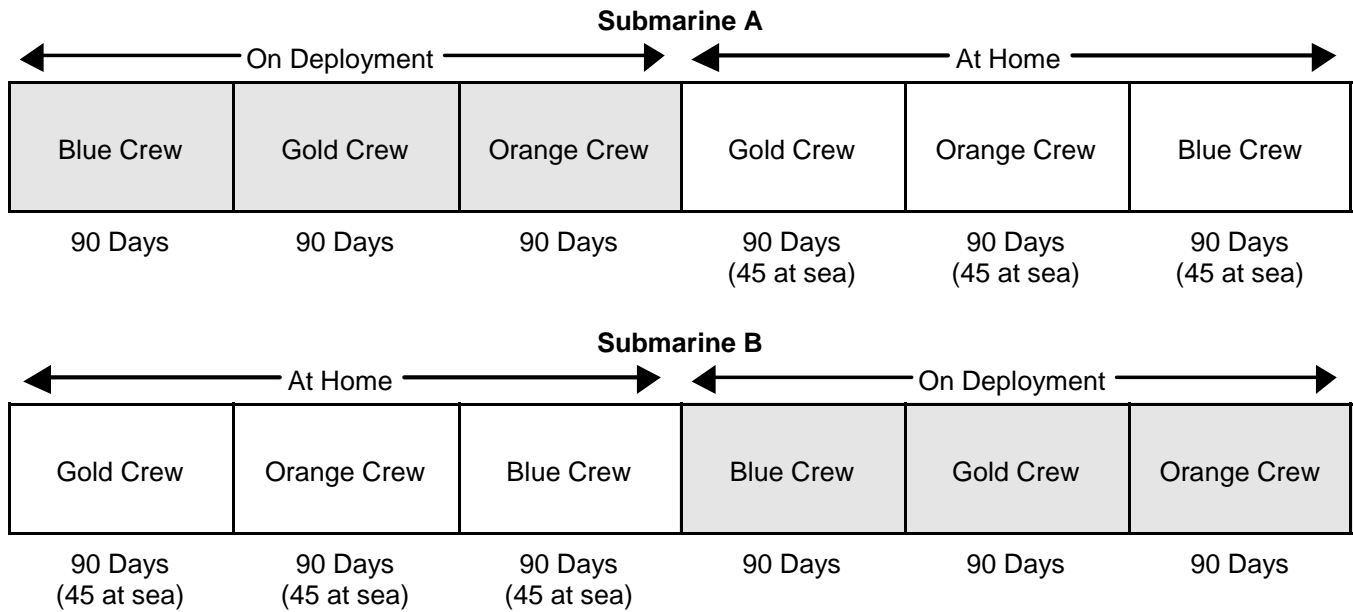 Submarine A
On Deployment At Home
Blue Crew Gold Crew Orange Crew Gold Crew Orange Crew Blue Crew
90 Days 90 Days 90 Days 90 Days 90 Days 90 Days
(45 at sea) (45 at sea) (45 at sea)
Submarine B
At Home On Deployment
Gold Crew Orange Crew Blue Crew Blue Crew Gold Crew Orange Crew
90 Days 90 Days 90 Days 90 Days 90 Days 90 Days
(45 at sea) (45 at sea) (45 at sea)